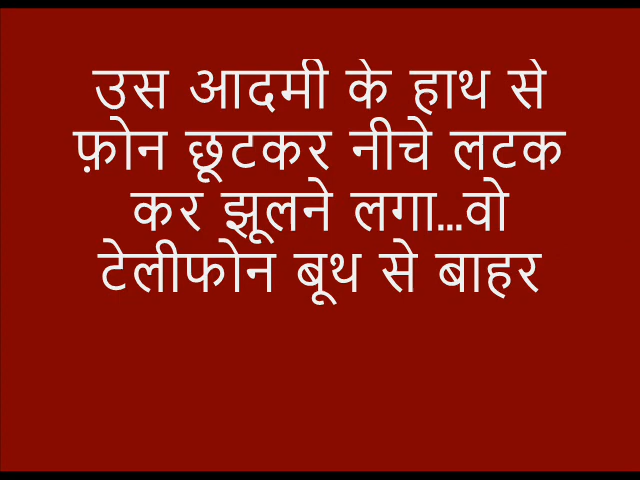 उस आदमी के हाथ से
फ़ोन छूटकर नीचे लटक
कर झूलने लगा...वो
टेलीफोन बूथ से बाहर